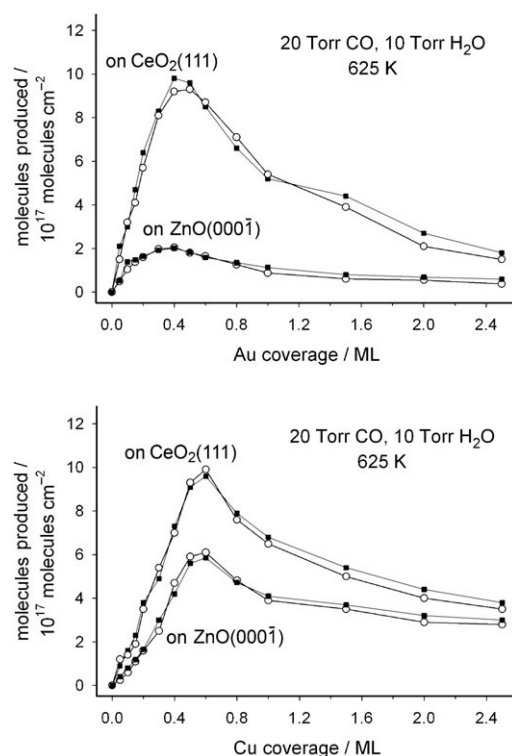 20 Torr CO, 10 Torr H₂O
625 K
on CeO₂(111)
on ZnO(0001̄)
molecules produced /
10¹⁷ molecules cm⁻²
12
10
8
6
4
2
0
0.0 0.4 0.8 1.2 1.6 2.0 2.4
Au coverage / ML
20 Torr CO, 10 Torr H₂O
625 K
on CeO₂(111)
on ZnO(0001̄)
molecules produced /
10¹⁷ molecules cm⁻²
12
10
8
6
4
2
0
0.0 0.4 0.8 1.2 1.6 2.0 2.4
Cu coverage / ML